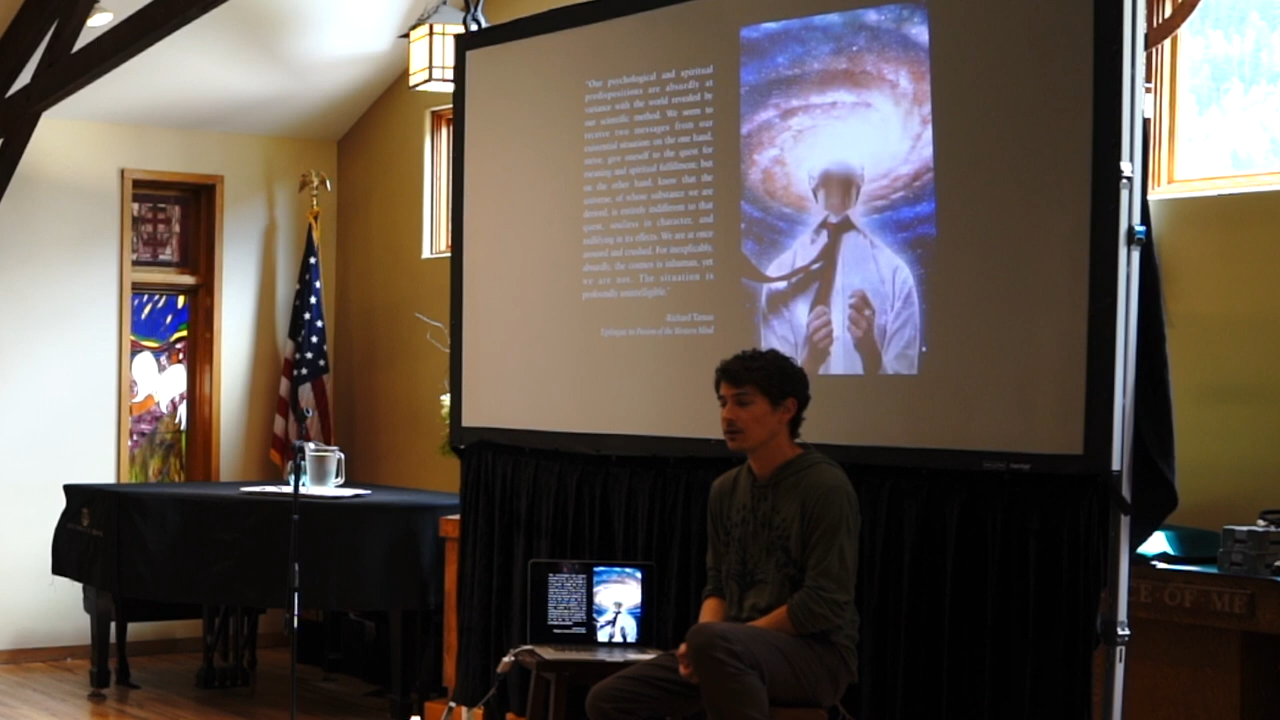 "Our psychological and spiritual
predispositions are absurdly at
variance with the world revealed by
our scientific method. We seem to
receive two messages from our
existential situation: on the one hand,
strive, give oneself to the quest for
meaning and spiritual fulfillment; but
on the other hand, know that the
universe, of whose substance we are
derived, is entirely indifferent to that
quest, soulless in character, and
nullifying in its effects. We are at once
aroused and crushed. For inexplicably,
absurdly, the cosmos is inhuman, yet
we are not. The situation is
profoundly unintelligible."
-Richard Tarnas
Epilogue to Passion of the Western Mind
CE OF ME